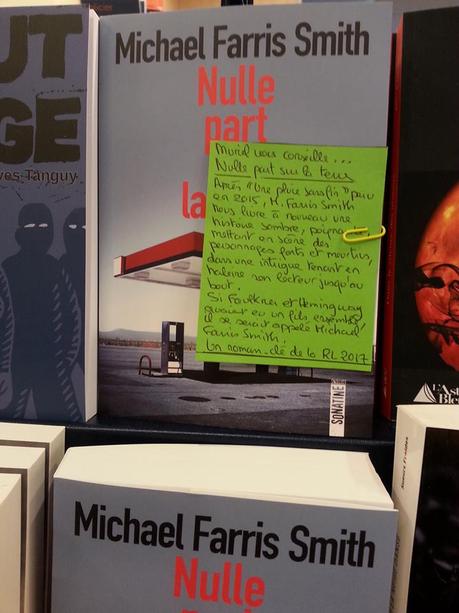 UT
GE
ves Tanguy
Michael Farris Smith
Nulle
part
la
Muriel vous conseille...
Nulle part sur la terre
Après "Une pluie sans fin" paru
en 2015, M. Farris Smith
nous livre à nouveau une
histoire sombre,
mettant en scène des
personnages forts et meurtris,
dans une intrigue tenant en
haleine son lecteur jusqu'au
bout.
Si Faulkner et Hemingway
avaient eu un fils ensemble,
il se serait appelé Michael
Farris Smith!
Un roman-clé de la RL 2017
SONATINE
Michael Farris Smith
Nulle